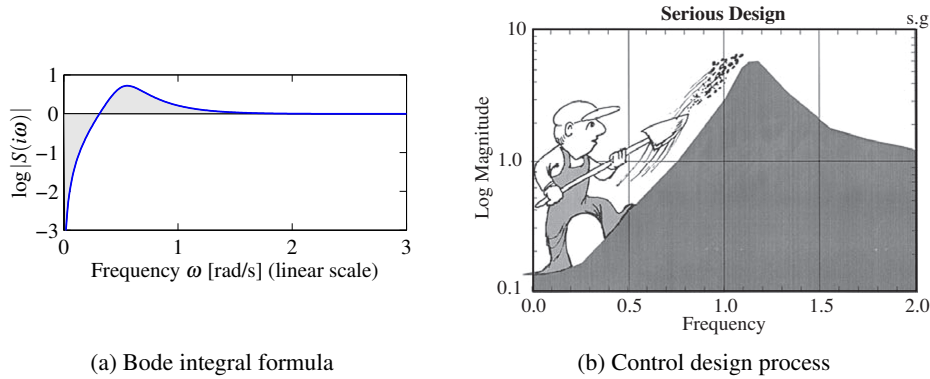 Serious Design
s.g
1
0
−1
−2
−3
log |S(iω)|
0
1
2
3
Frequency ω [rad/s] (linear scale)
(a) Bode integral formula
10
1.0
0.1
Log Magnitude
0.0
0.5
1.0
1.5
2.0
Frequency
(b) Control design process